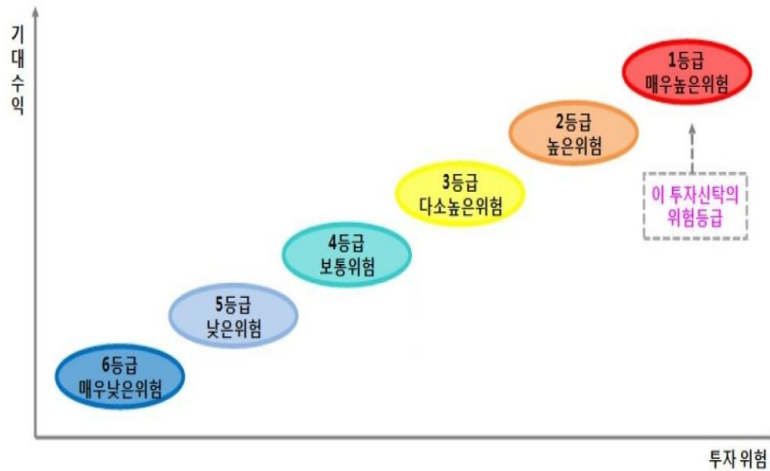 기대수익
1등급
매우높은위험
2등급
높은위험
3등급
다소높은위험
이 투자신탁의
위험등급
4등급
보통위험
5등급
낮은위험
6등급
매우낮은위험
투자 위험